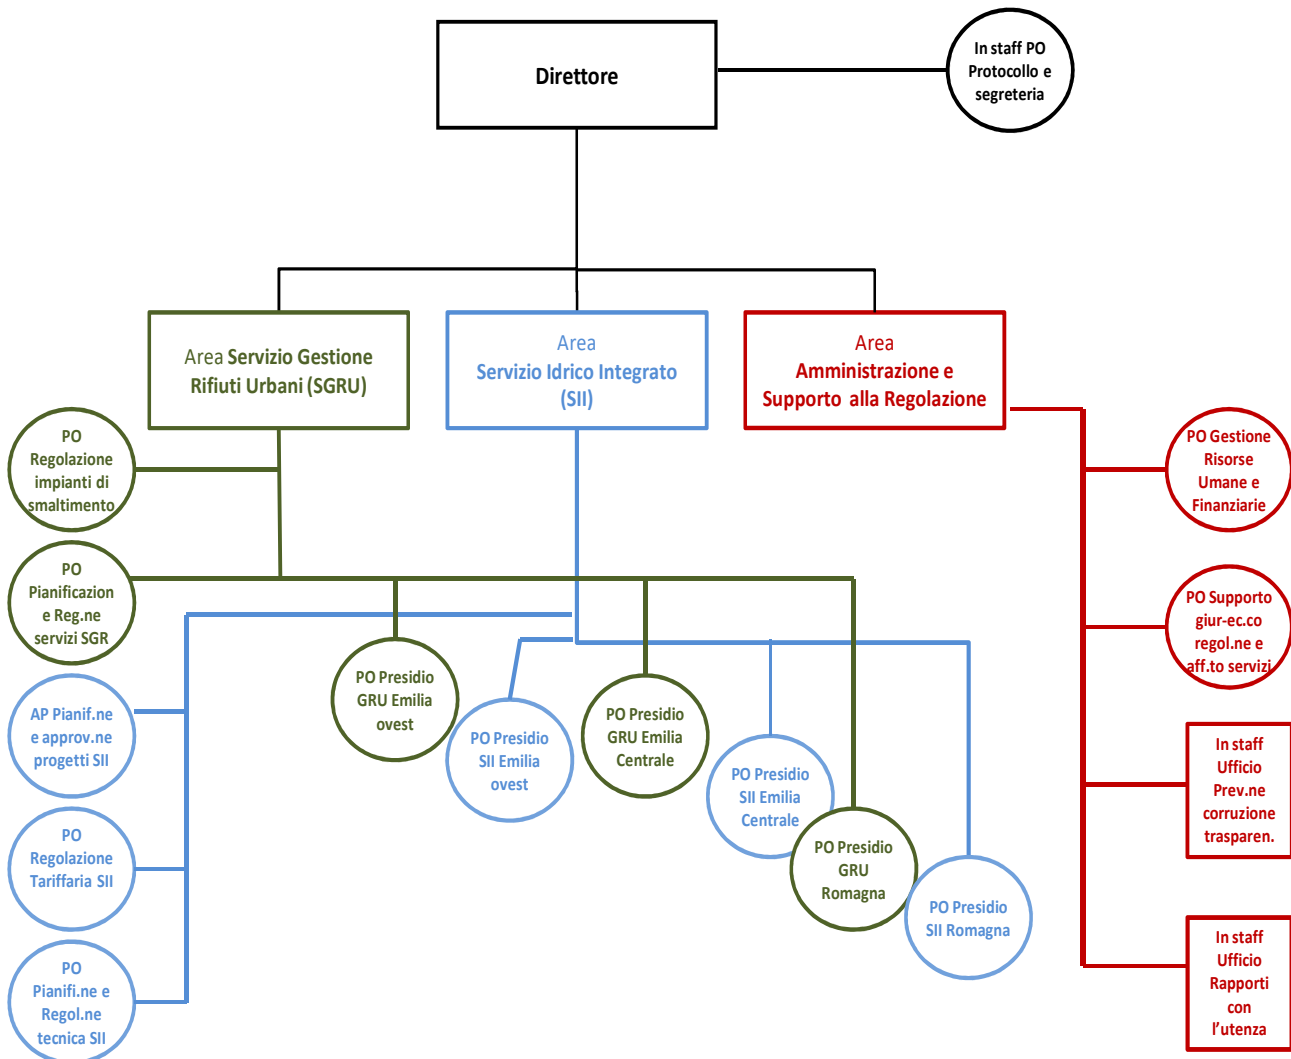 Direttore
In staff PO
Protocollo e
segreteria
Area Servizio Gestione
Rifiuti Urbani (SGRU)
Area
Servizio Idrico Integrato
(SII)
Area
Amministrazione e
Supporto alla Regolazione
PO
Regolazione
impianti di
smaltimento
PO
Pianificazion
e Reg.ne
servizi SGR
AP Pianif.ne
e approv.ne
progetti SII
PO
Regolazione
Tariffaria SII
PO
Pianifi.ne e
Regol.ne
tecnica SII
PO Presidio
GRU Emilia
ovest
PO Presidio
SII Emilia
ovest
PO Presidio
GRU Emilia
Centrale
PO Presidio
SII Emilia
Centrale
PO Presidio
GRU
Romagna
PO Presidio
SII Romagna
PO Gestione
Risorse
Umane e
Finanziarie
PO Supporto
giur-ec.co
regol.ne e
aff.to servizi
In staff
Ufficio
Prev.ne
corruzione
trasparen.
In staff
Ufficio
Rapporti
con
l'utenza